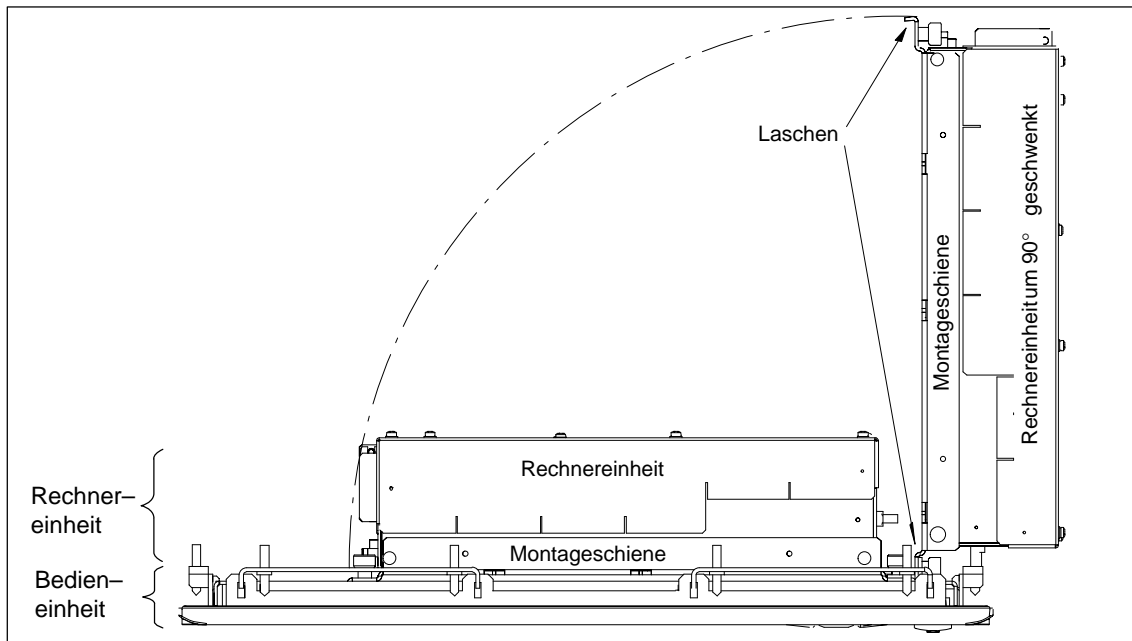 Laschen
Montageschiene
Rechnereinheit um 90° geschwenkt
Rechnereinheit
Rechner–
einheit
Montageschiene
Bedien–
einheit